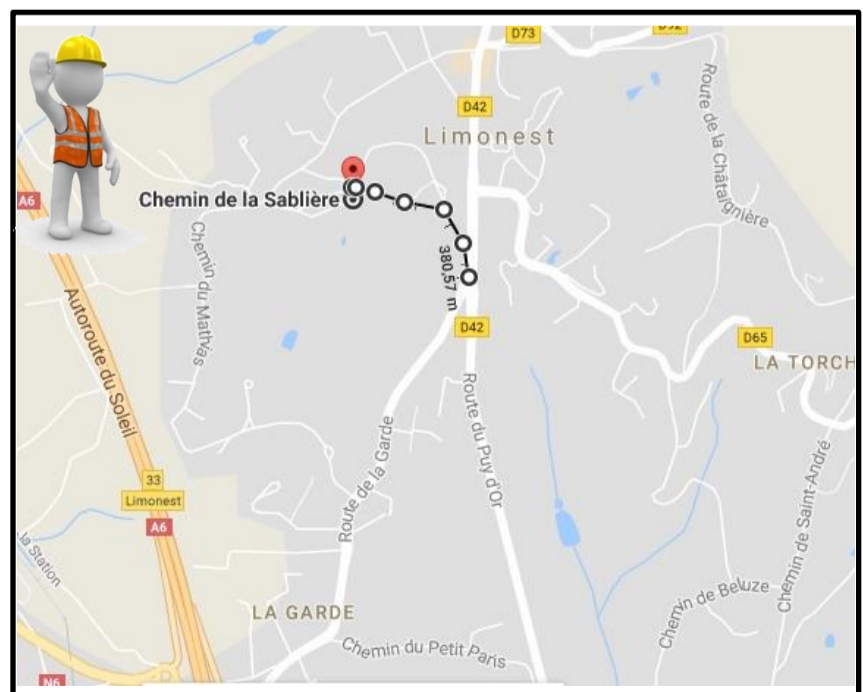 D73
D92
D42
Limonest
Route de la Châtaignière
A6
Chemin de la Sablière
Chemin du Mathias
380,57 m
D42
D65
LA TORCH
Autoroute du Soleil
Route du Puy d'Or
Route de la Garde
33
Limonest
A6
Chemin de Saint-André
la Station
Chemin de Beluze
LA GARDE
Chemin du Petit Paris
N6